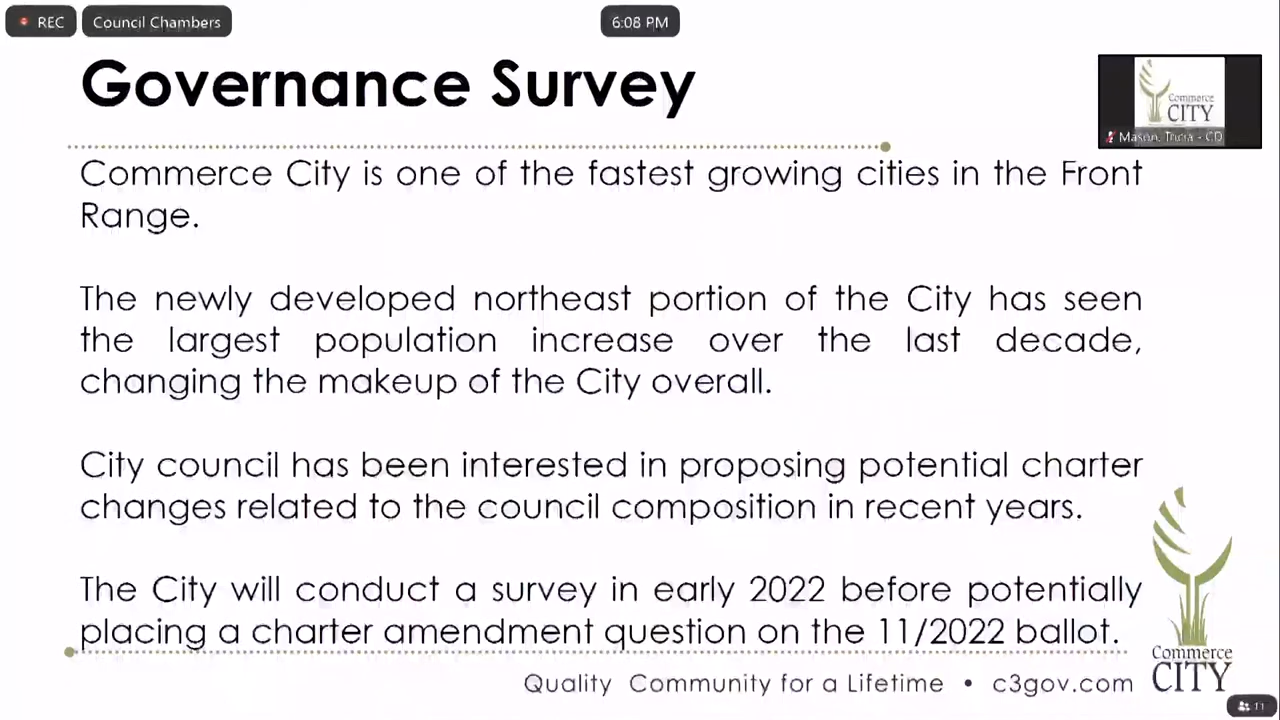 REC
Council Chambers
6:08 PM
Governance Survey
Commerce
CITY
Mason, Tricia - CD
Commerce City is one of the fastest growing cities in the Front
Range.
The newly developed northeast portion of the City has seen
the largest population increase over the last decade,
changing the makeup of the City overall.
City council has been interested in proposing potential charter
changes related to the council composition in recent years.
The City will conduct a survey in early 2022 before potentially
placing a charter amendment question on the 11/2022 ballot.
Commerce
CITY
Quality Community for a Lifetime • c3gov.com
11